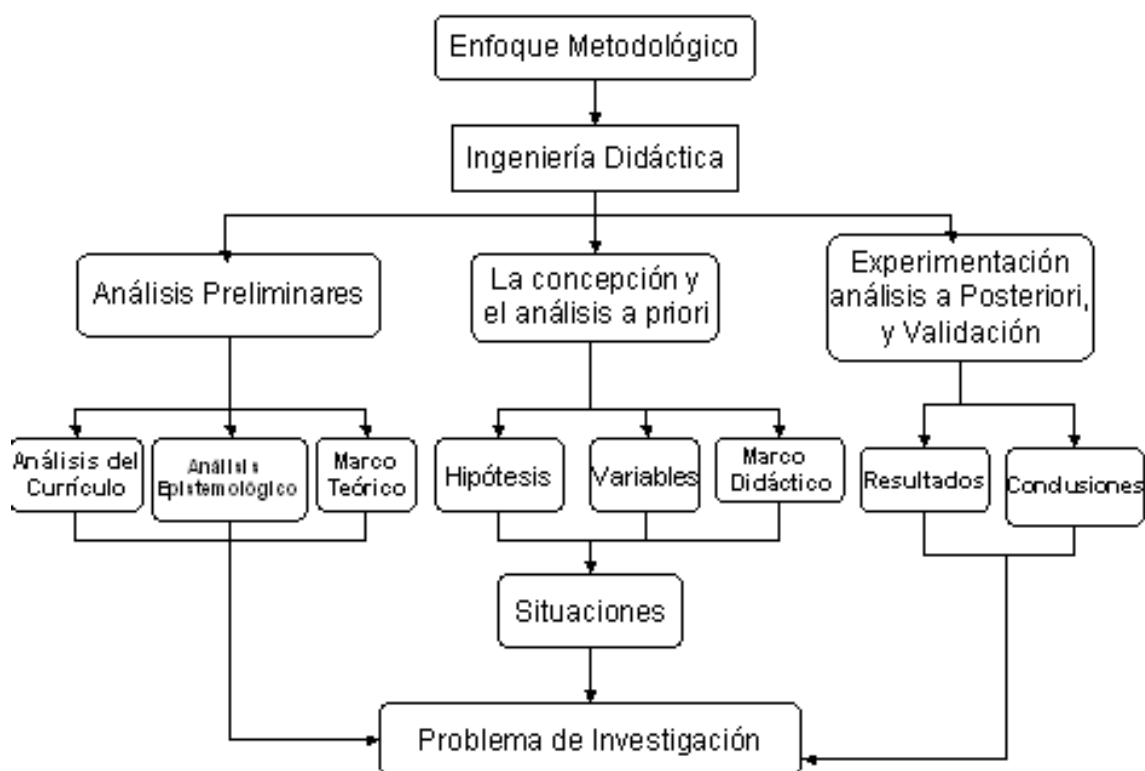 Enfoque Metodológico
Ingeniería Didáctica
Análisis Preliminares
La concepción y
el análisis a priori
Experimentación
análisis a Posteriori,
y Validación
Análisis del
Currículo
Análisis
Epistemológico
Marco
Teórico
Hipótesis
Variables
Marco
Didáctico
Resultados
Conclusiones
Situaciones
Problema de Investigación